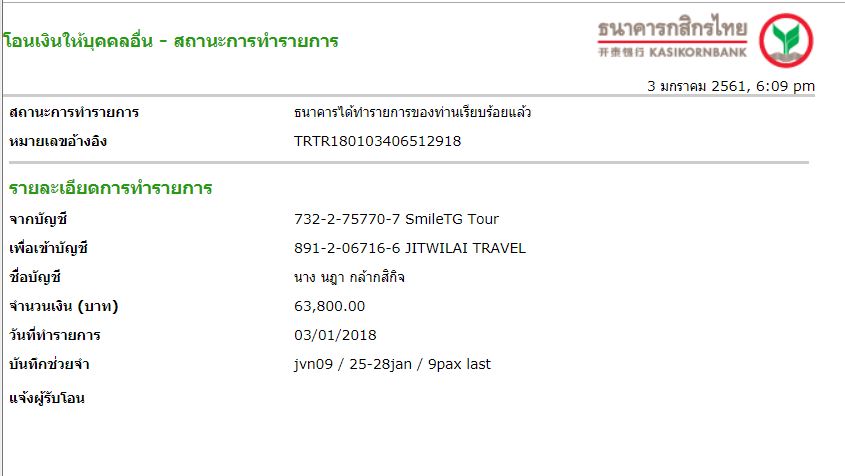 ธนาคารกสิกรไทย
开泰银行 KASIKORNBANK
โอนเงินให้บุคคลอื่น - สถานะการทำรายการ
3 มกราคม 2561, 6:09 pm
สถานะการทำรายการ ธนาคารได้ทำรายการของท่านเรียบร้อยแล้ว
หมายเลขอ้างอิง TRTR180103406512918
รายละเอียดการทำรายการ
จากบัญชี 732-2-75770-7 SmileTG Tour
เพื่อเข้าบัญชี 891-2-06716-6 JITWILAI TRAVEL
ชื่อบัญชี นาง นฎา กล้ากสิกิจ
จำนวนเงิน (บาท) 63,800.00
วันที่ทำรายการ 03/01/2018
บันทึกช่วยจำ jvn09 / 25-28jan / 9pax last
แจ้งผู้รับโอน